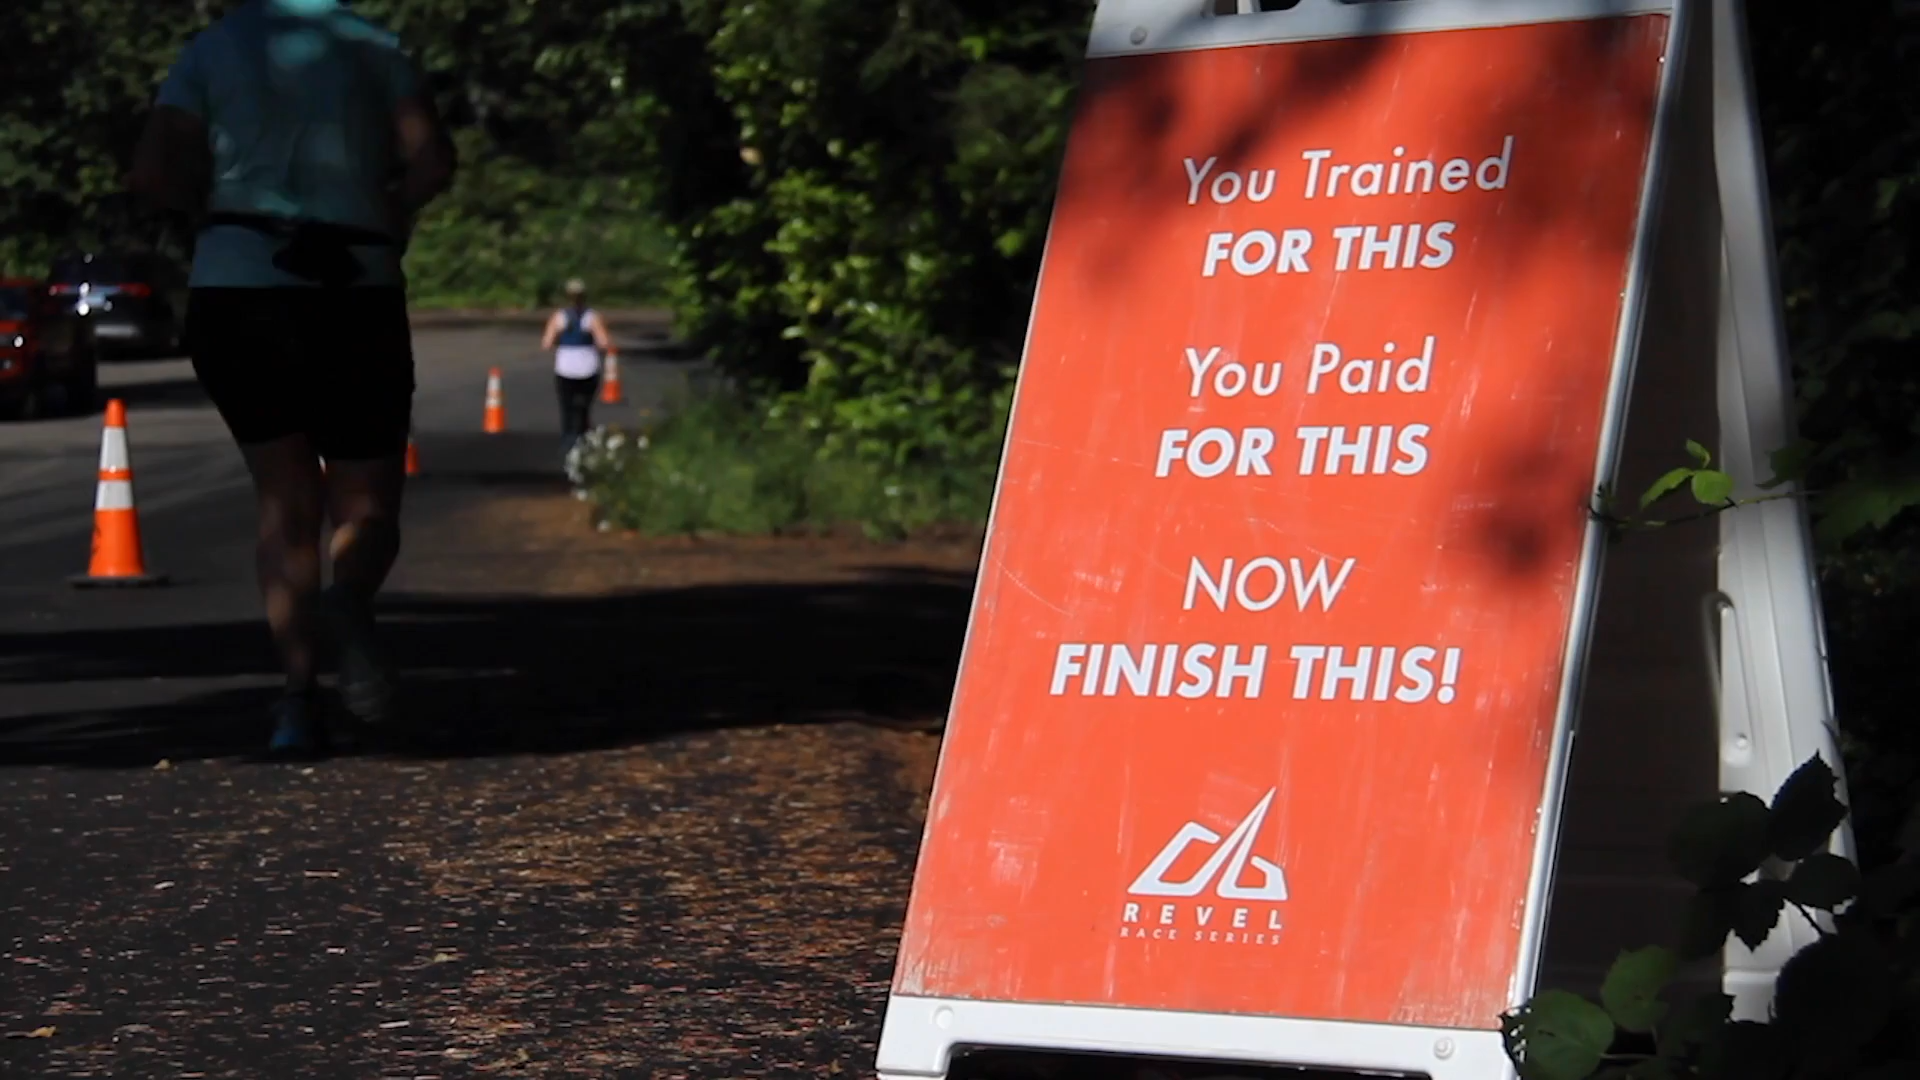 You Trained
FOR THIS
You Paid
FOR THIS
NOW
FINISH THIS!
REVEL
RACE SERIES